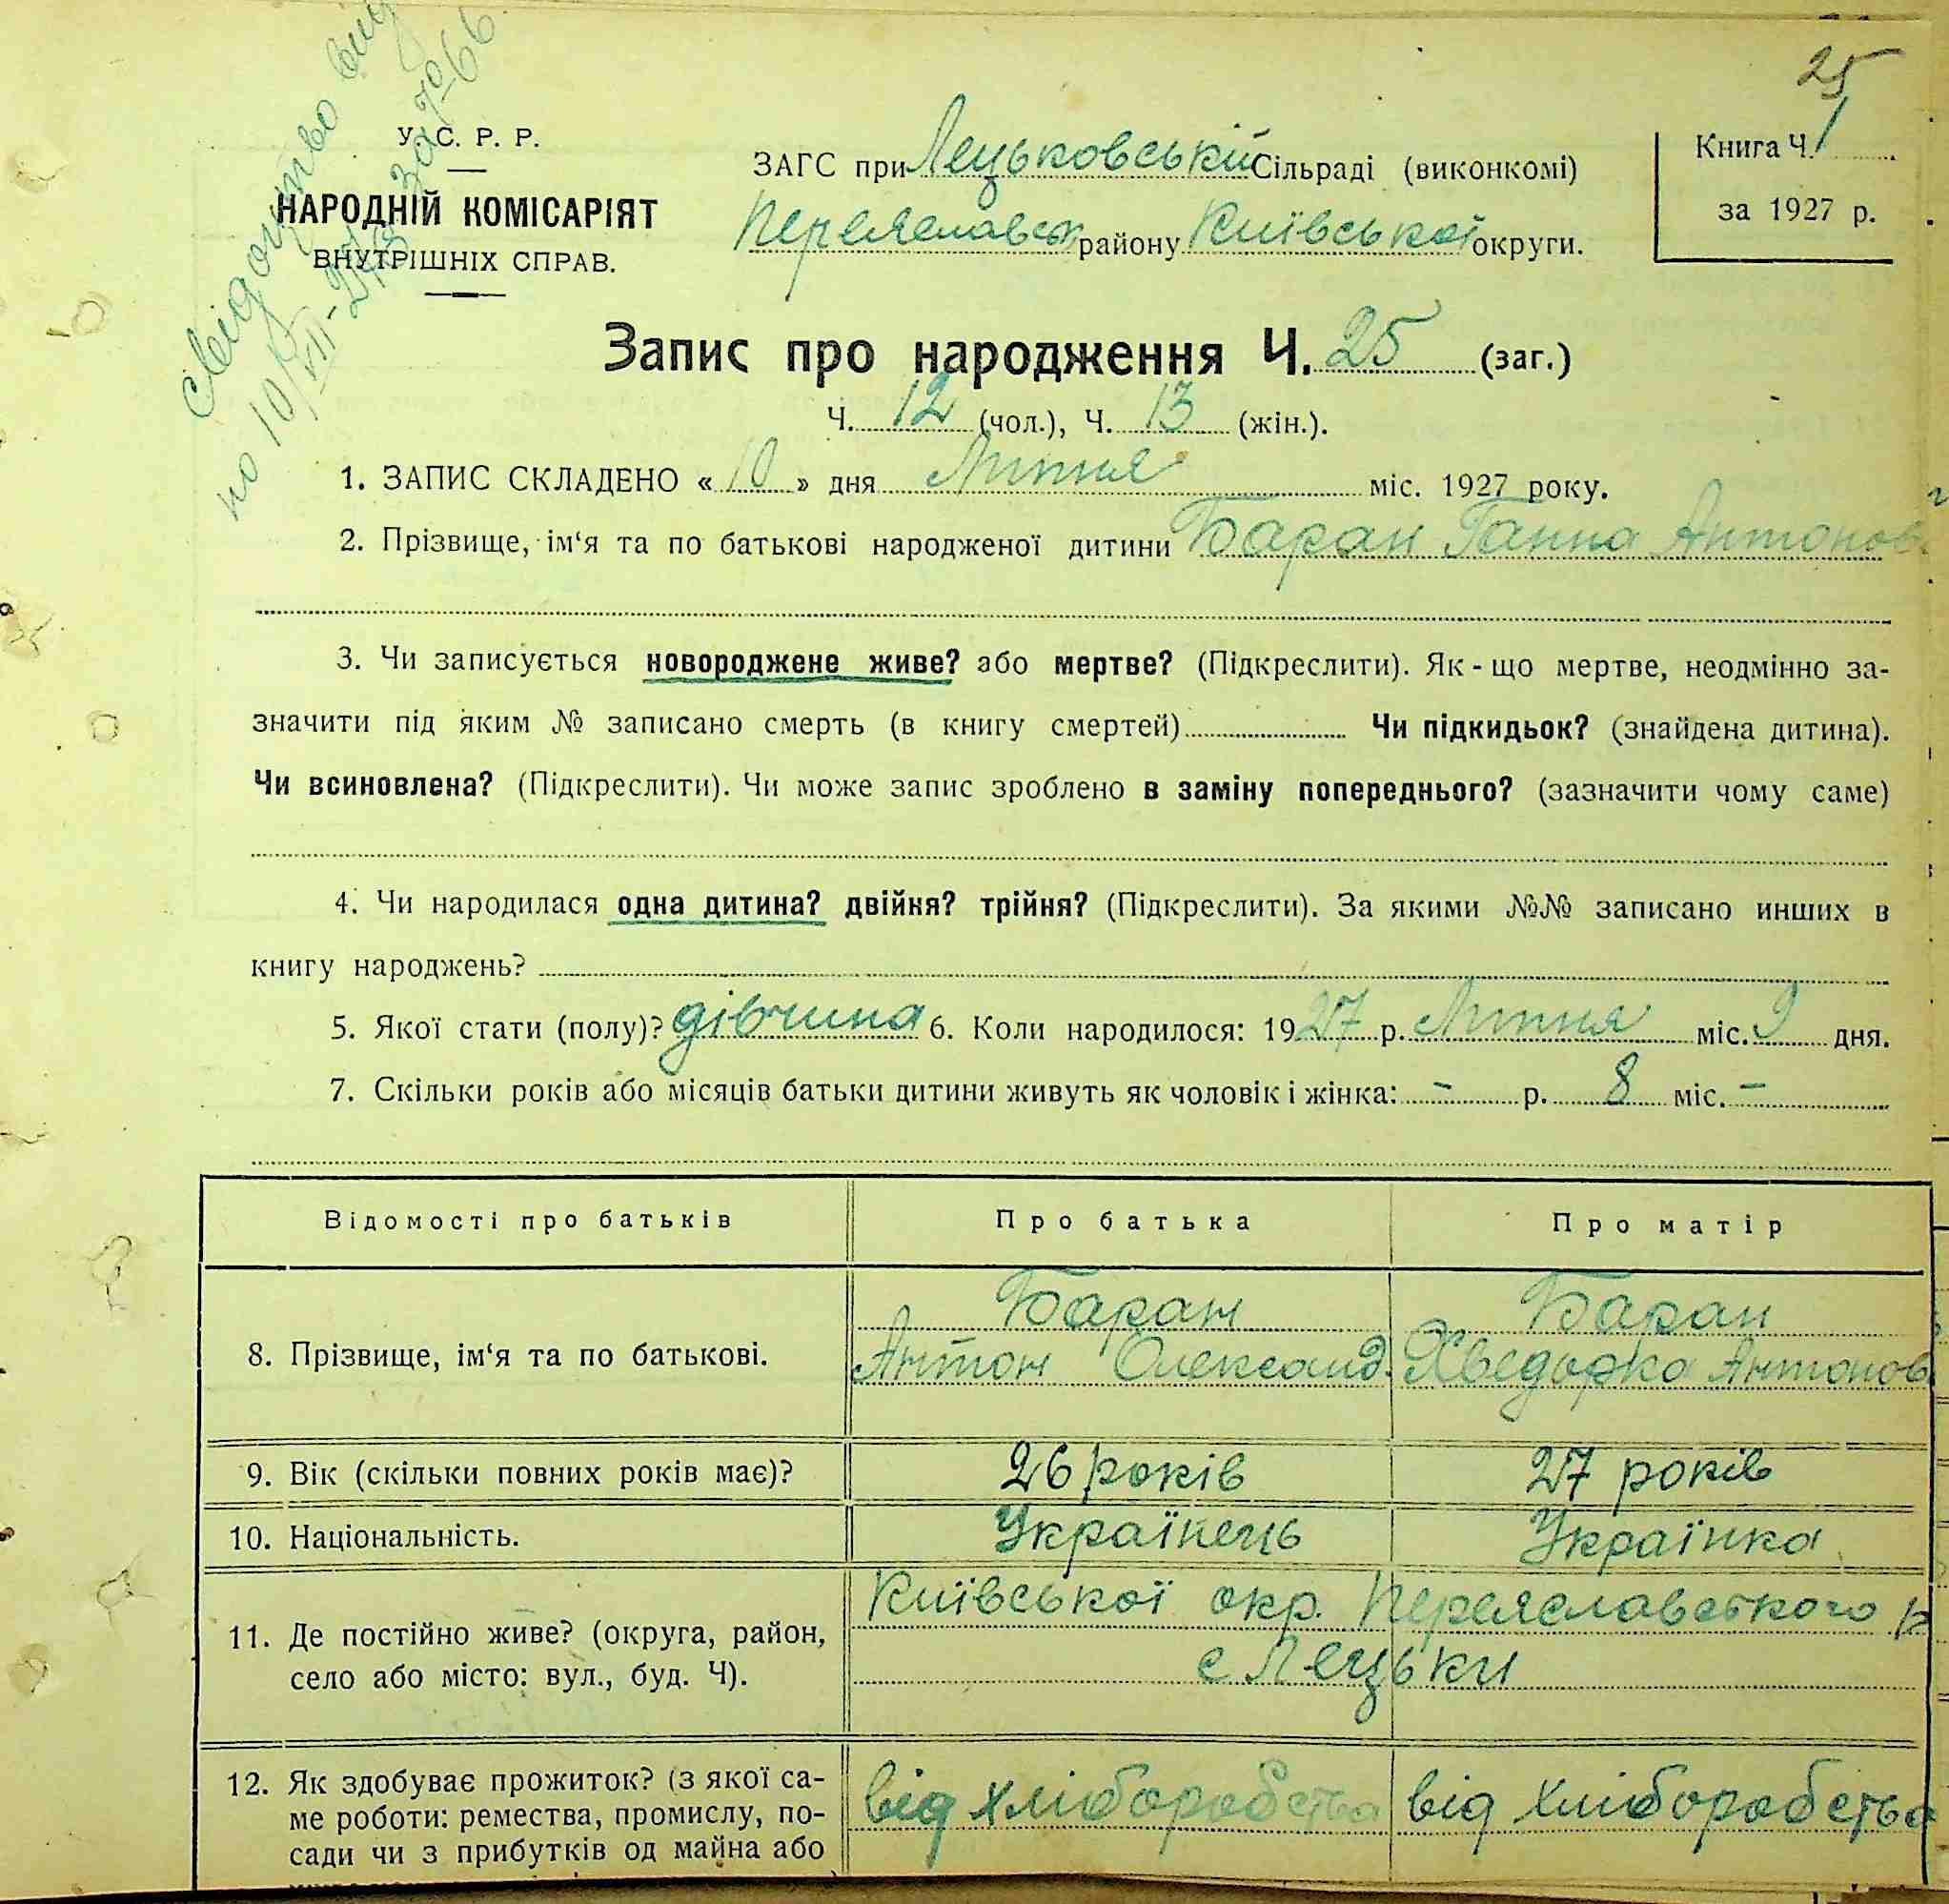 25
Свідоцтво
по 10/VII-27 за № 66
У. С. Р. Р.
НАРОДНІЙ КОМІСАРІЯТ
ВНУТРІШНІХ СПРАВ.
ЗАГС при Лецьковській Сільраді (виконкомі)
Переяславськ району Київської округи.
Книга Ч. 1
за 1927 р.
Запис про народження Ч. 25 (заг.)
Ч. 12 (чол.), Ч. 13 (жін.).
1. ЗАПИС СКЛАДЕНО « 10 » дня Липня міс. 1927 року.
2. Прізвище, ім‘я та по батькові народженої дитини Баран Ганна Антонов.
3. Чи записується новороджене живе? або мертве? (Підкреслити). Як-що мертве, неодмінно за-
значити під яким № записано смерть (в книгу смертей) Чи підкидьок? (знайдена дитина).
Чи всиновлена? (Підкреслити). Чи може запис зроблено в заміну попереднього? (зазначити чому саме)
4. Чи народилася одна дитина? двійня? трійня? (Підкреслити). За якими №№ записано инших в
книгу народжень?
5. Якої стати (полу)? дівчина 6. Коли народилося: 1927 р. Липня міс. 9 дня.
7. Скільки років або місяців батьки дитини живуть як чоловік і жінка: – р. 8 міс. –
Відомості про батьків Про батька Про матір
8. Прізвище, ім‘я та по батькові.
Баран
Антон Олександ.
Баран
Хведорка Антонов
9. Вік (скільки повних років має)? 26 років 27 років
10. Національність. Українець Українка
11. Де постійно живе? (округа, район,
село або місто: вул., буд. Ч).
Київської окр. Переяславського р
с Лецьки
12. Як здобуває прожиток? (з якої са-
ме роботи: ремества, промислу, по-
сади чи з прибутків од майна або
від хліборобства від хліборобства